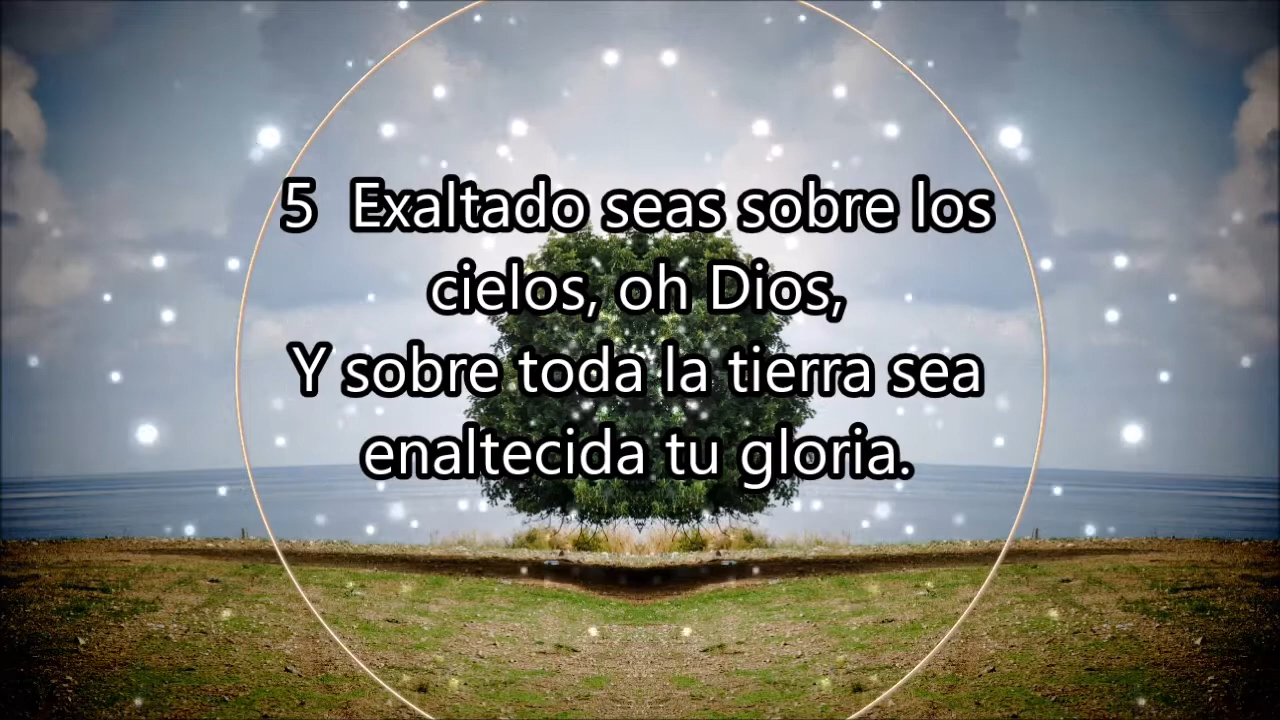 5  Exaltado seas sobre los
cielos, oh Dios,
Y sobre toda la tierra sea
enaltecida tu gloria.